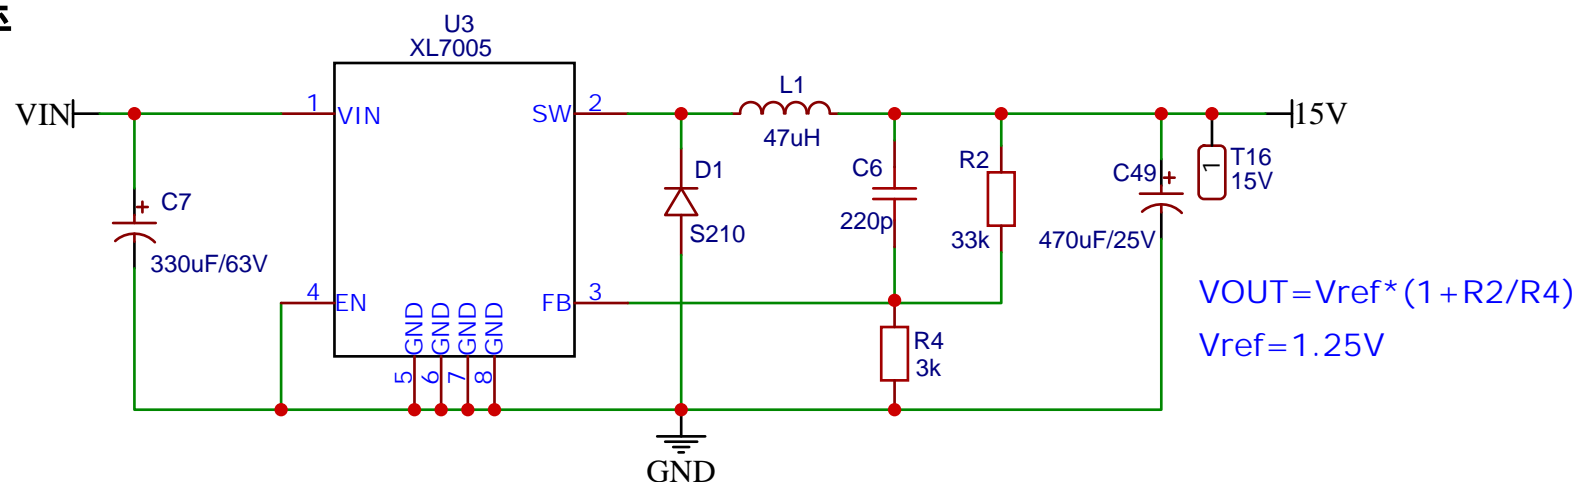 U3
XL7005
VIN
1
VIN
SW
2
L1
47uH
15V
C7
330uF/63V
D1
S210
C6
220p
R2
33k
C49
470uF/25V
T16
15V
1
4
EN
FB
3
GND
GND
GND
GND
5
6
7
8
R4
3k
GND
VOUT=Vref*(1+R2/R4)
Vref=1.25V